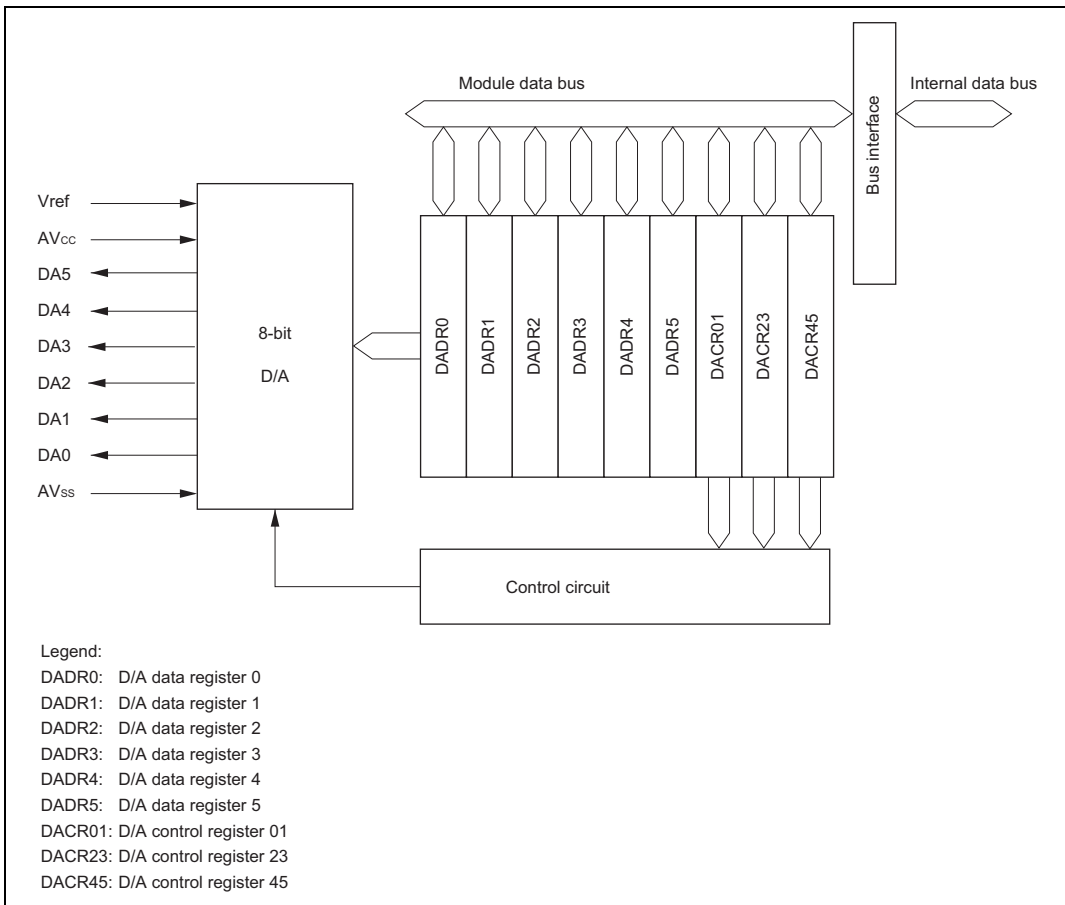 Module data bus
Internal data bus
Bus interface
Vref
AVCC
DA5
DA4
DA3
DA2
DA1
DA0
AVSS
8-bit
D/A
DADR0
DADR1
DADR2
DADR3
DADR4
DADR5
DACR01
DACR23
DACR45
Control circuit
Legend:
DADR0: D/A data register 0
DADR1: D/A data register 1
DADR2: D/A data register 2
DADR3: D/A data register 3
DADR4: D/A data register 4
DADR5: D/A data register 5
DACR01: D/A control register 01
DACR23: D/A control register 23
DACR45: D/A control register 45